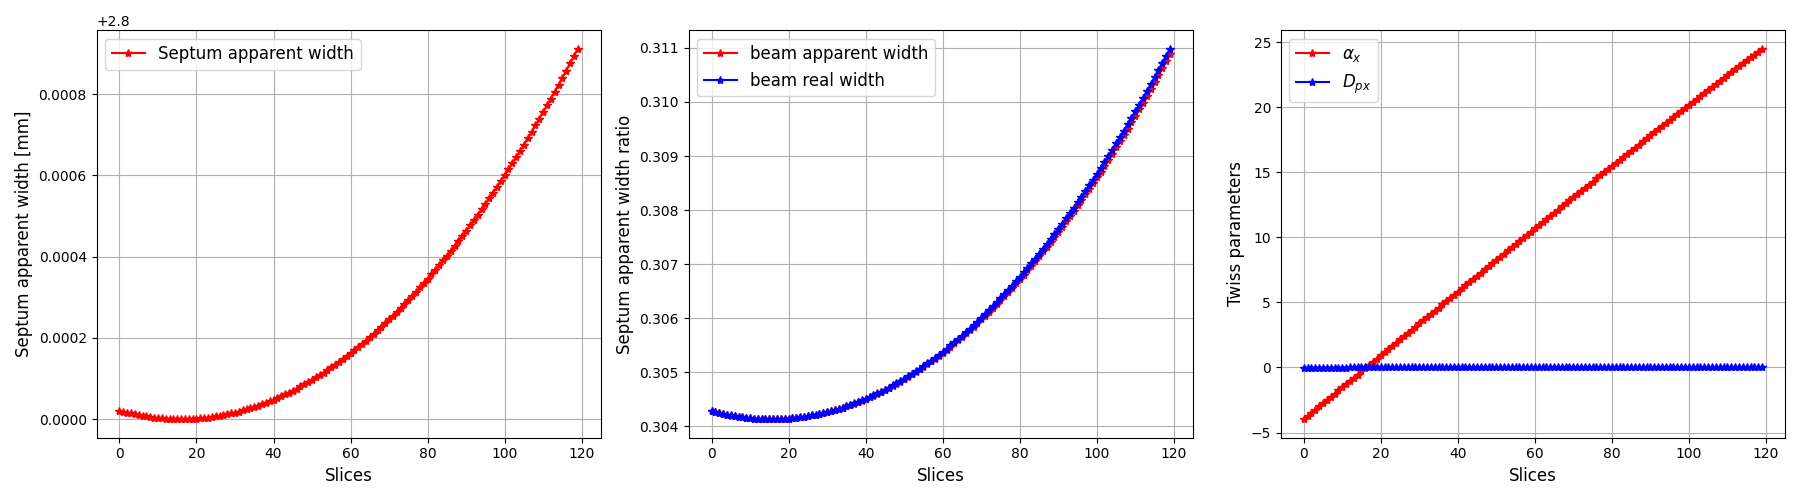 +2.8
Septum apparent width
Septum apparent width [mm]
0.0008
0.0006
0.0004
0.0002
0.0000
0 20 40 60 80 100 120
Slices
beam apparent width
beam real width
Septum apparent width ratio
0.311
0.310
0.309
0.308
0.307
0.306
0.305
0.304
0 20 40 60 80 100 120
Slices
αx
Dpx
Twiss parameters
25
20
15
10
5
0
−5
0 20 40 60 80 100 120
Slices